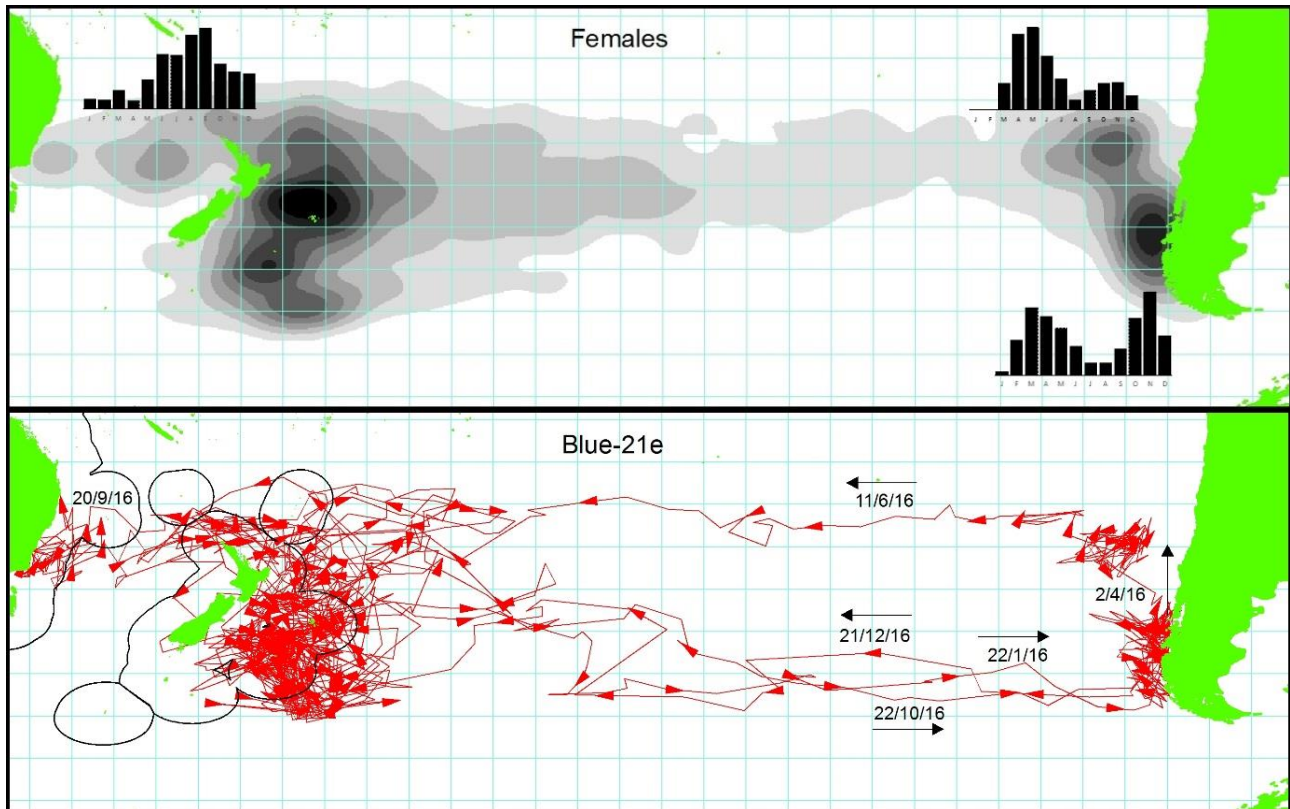 Females
J F M A M J J A S O N D
J F M A M J J A S O N D
J F M A M J J A S O N D
Blue-21e
20/9/16
11/6/16
2/4/16
21/12/16
22/1/16
22/10/16